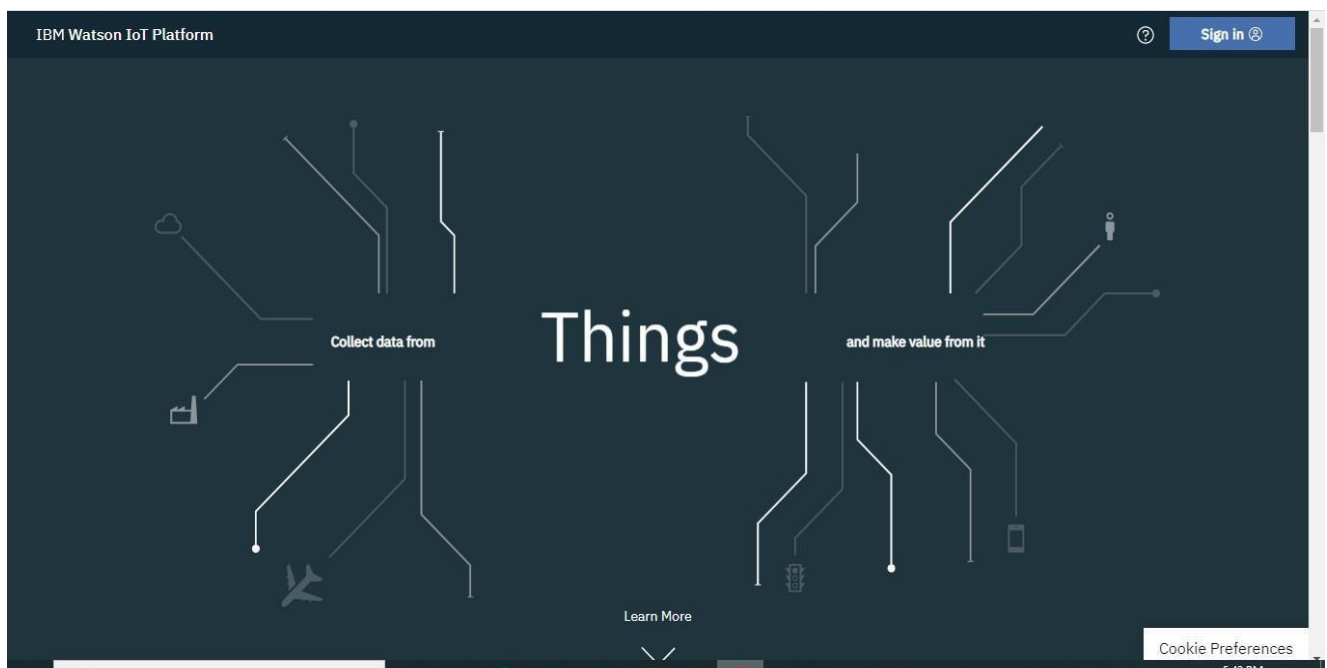 IBM Watson IoT Platform
Sign in
Collect data from
Things
and make value from it
Learn More
Cookie Preferences